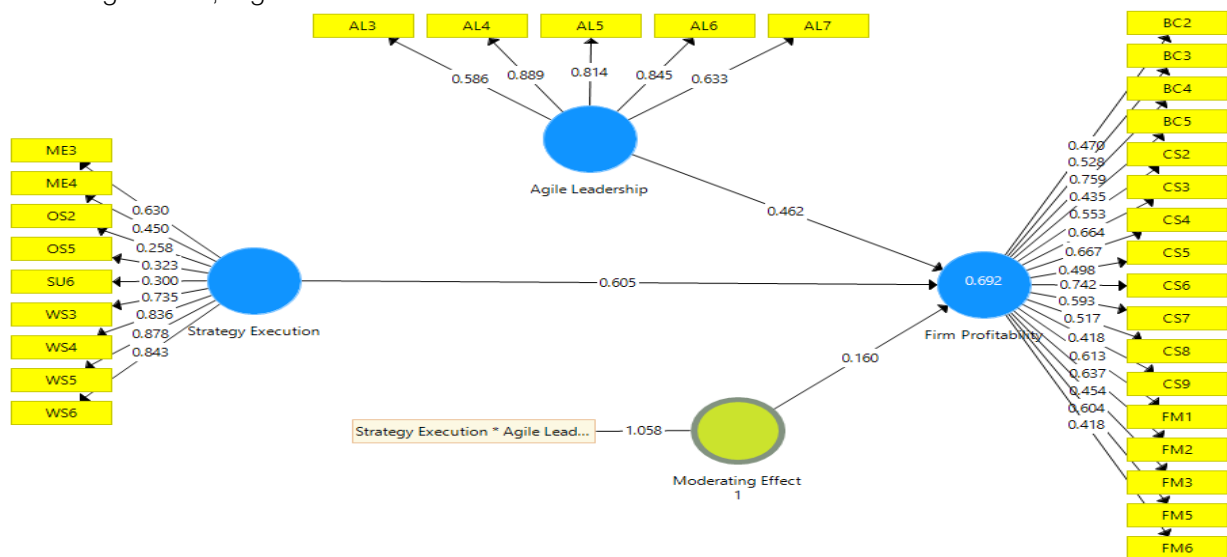 AL3
AL4
AL5
AL6
AL7
0.586
0.889
0.814
0.845
0.633
Agile Leadership
0.462
ME3
ME4
OS2
OS5
SU6
WS3
WS4
WS5
WS6
0.630
0.450
0.258
0.323
0.300
0.735
0.836
0.878
0.843
Strategy Execution
0.605
0.692
Firm Profitability
0.160
Strategy Execution * Agile Lead...
1.058
Moderating Effect
1
0.470
0.528
0.759
0.435
0.553
0.664
0.667
0.498
0.742
0.593
0.517
0.418
0.613
0.637
0.454
0.604
0.418
BC2
BC3
BC4
BC5
CS2
CS3
CS4
CS5
CS6
CS7
CS8
CS9
FM1
FM2
FM3
FM5
FM6